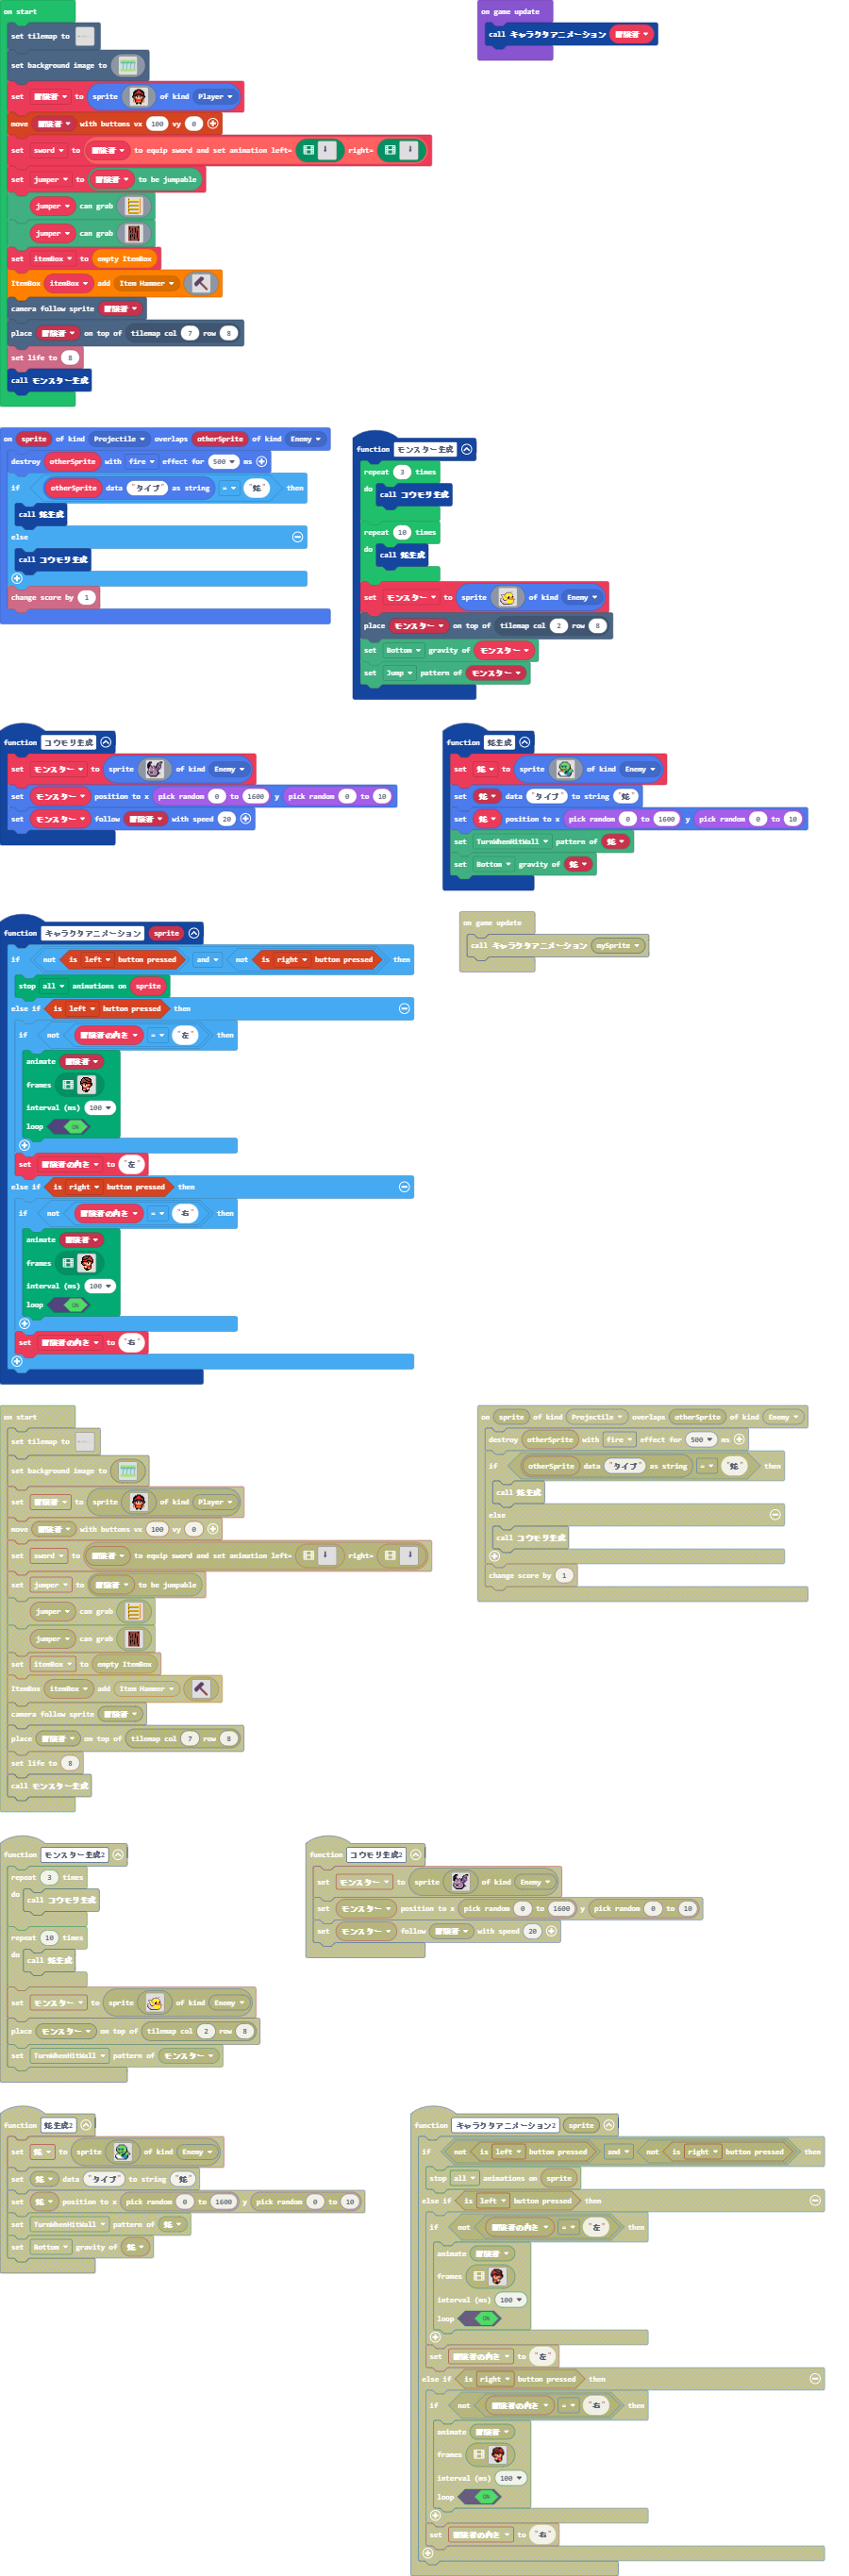 on start
set tilemap to
set background image to
set 冒険者 to sprite of kind Player
move 冒険者 with buttons vx 100 vy 0
set sword to 冒険者 to equip sword and set animation left= right=
set jumper to 冒険者 to be jumpable
jumper can grab
jumper can grab
set itemBox to empty ItemBox
ItemBox itemBox add Item Hammer
camera follow sprite 冒険者
place 冒険者 on top of tilemap col 7 row 8
set life to 8
call モンスター生成
on game update
call キャラクタアニメーション 冒険者
on sprite of kind Projectile overlaps otherSprite of kind Enemy
destroy otherSprite with fire effect for 500 ms
if otherSprite data "タイプ" as string = "蛇" then
call 蛇生成
else
call コウモリ生成
change score by 1
function モンスター生成
repeat 3 times
do call コウモリ生成
repeat 10 times
do call 蛇生成
set モンスター to sprite of kind Enemy
place モンスター on top of tilemap col 2 row 8
set Bottom gravity of モンスター
set Jump pattern of モンスター
function コウモリ生成
set モンスター to sprite of kind Enemy
set モンスター position to x pick random 0 to 1600 y pick random 0 to 10
set モンスター follow 冒険者 with speed 20
function 蛇生成
set 蛇 to sprite of kind Enemy
set 蛇 data "タイプ" to string "蛇"
set 蛇 position to x pick random 0 to 1600 y pick random 0 to 10
set TurnWhenHitWall pattern of 蛇
set Bottom gravity of 蛇
function キャラクタアニメーション sprite
if not is left button pressed and not is right button pressed then
stop all animations on sprite
else if is left button pressed then
if not 冒険者の向き = "左" then
animate 冒険者
frames
interval (ms) 100
loop ON
set 冒険者の向き to "左"
else if is right button pressed then
if not 冒険者の向き = "右" then
animate 冒険者
frames
interval (ms) 100
loop ON
set 冒険者の向き to "右"
on game update
call キャラクタアニメーション mySprite
on start
set tilemap to
set background image to
set 冒険者 to sprite of kind Player
move 冒険者 with buttons vx 100 vy 0
set sword to 冒険者 to equip sword and set animation left= right=
set jumper to 冒険者 to be jumpable
jumper can grab
jumper can grab
set itemBox to empty ItemBox
ItemBox itemBox add Item Hammer
camera follow sprite 冒険者
place 冒険者 on top of tilemap col 7 row 8
set life to 8
call モンスター生成
on sprite of kind Projectile overlaps otherSprite of kind Enemy
destroy otherSprite with fire effect for 500 ms
if otherSprite data "タイプ" as string = "蛇" then
call 蛇生成
else
call コウモリ生成
change score by 1
function モンスター生成2
repeat 3 times
do call コウモリ生成
repeat 10 times
do call 蛇生成
set モンスター to sprite of kind Enemy
place モンスター on top of tilemap col 2 row 8
set TurnWhenHitWall pattern of モンスター
function コウモリ生成2
set モンスター to sprite of kind Enemy
set モンスター position to x pick random 0 to 1600 y pick random 0 to 10
set モンスター follow 冒険者 with speed 20
function 蛇生成2
set 蛇 to sprite of kind Enemy
set 蛇 data "タイプ" to string "蛇"
set 蛇 position to x pick random 0 to 1600 y pick random 0 to 10
set TurnWhenHitWall pattern of 蛇
set Bottom gravity of 蛇
function キャラクタアニメーション2 sprite
if not is left button pressed and not is right button pressed then
stop all animations on sprite
else if is left button pressed then
if not 冒険者の向き = "左" then
animate 冒険者
frames
interval (ms) 100
loop ON
set 冒険者の向き to "左"
else if is right button pressed then
if not 冒険者の向き = "右" then
animate 冒険者
frames
interval (ms) 100
loop ON
set 冒険者の向き to "右"